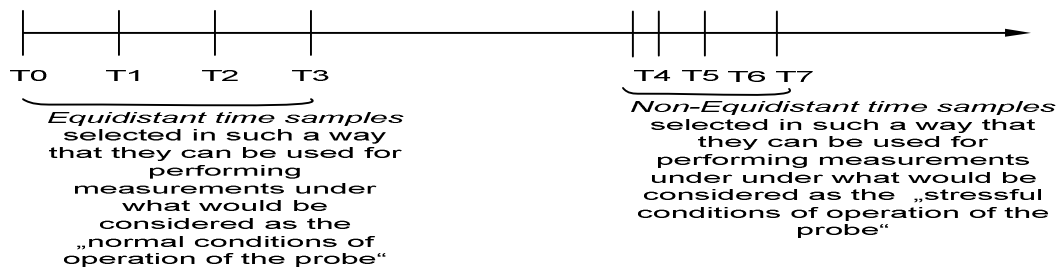 T0 T1 T2 T3 T4 T5 T6 T7
Equidistant time samples
selected in such a way
that they can be used for
performing
measurements under
what would be
considered as the
„normal conditions of
operation of the probe“
Non-Equidistant time samples
selected in such a way that
they can be used for
performing measurements
under under what would be
considered as the „stressful
conditions of operation of the
probe“